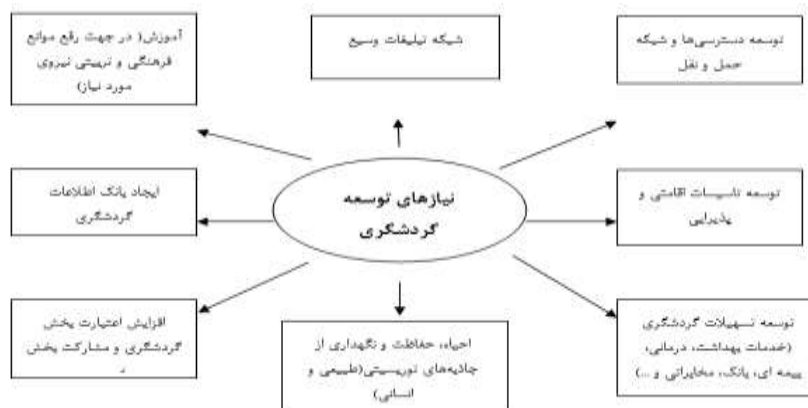 توسعه دسترسی‌ها و شبکه
حمل و نقل
شبکه تبلیغات وسیع
آموزش( در جهت رفع موانع
فرهنگی و تربیتی نیروی
مورد نیاز)
نیازهای توسعه
گردشگری
توسعه تاسیسات اقامتی و
پذیرایی
ایجاد بانک اطلاعات
گردشگری
توسعه تسهیلات گردشگری
(خدمات بهداشت، درمانی،
بیمه ای، بانک، مخابراتی و ...)
احیاء، حفاظت و نگهداری از
جاذبه‌های توریستی(طبیعی و
انسانی)
افزایش اعتبارت بخش
گردشگری و مشارکت بخش